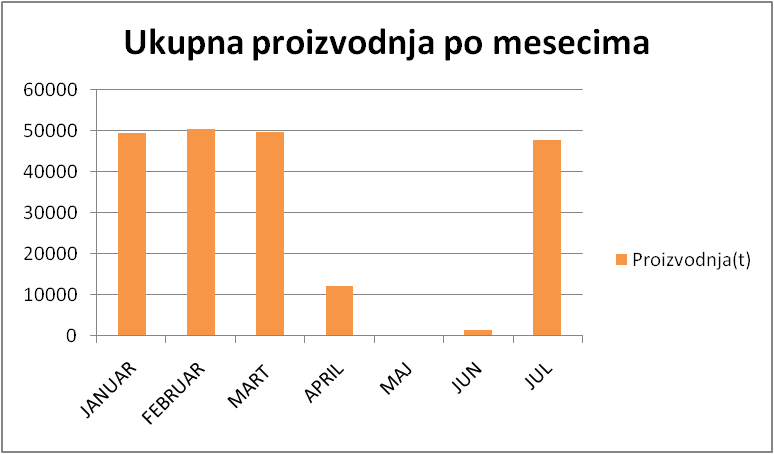 Ukupna proizvodnja po mesecima
60000
50000
40000
30000
20000
10000
0
JANUAR
FEBRUAR
MART
APRIL
MAJ
JUN
JUL
Proizvodnja(t)